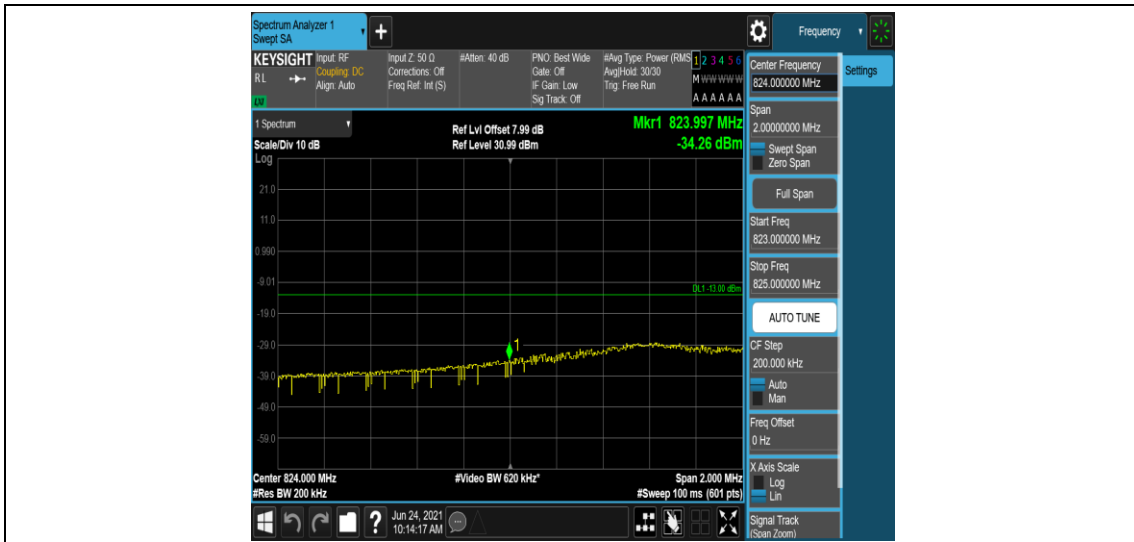 Spectrum Analyzer 1
Swept SA
+
Frequency
KEYSIGHT
RL
LXI
Input: RF
Coupling: DC
Align: Auto
Input Z: 50 Ω
Corrections: Off
Freq Ref: Int (S)
#Atten: 40 dB
PNO: Best Wide
Gate: Off
IF Gain: Low
Sig Track: Off
#Avg Type: Power (RMS
Avg|Hold: 30/30
Trig: Free Run
1 2 3 4 5 6
M W W W W W
A A A A A A
1 Spectrum
Scale/Div 10 dB
Ref Lvl Offset 7.99 dB
Ref Level 30.99 dBm
Mkr1 823.997 MHz
-34.26 dBm
Log
21.0
11.0
0.990
-9.01
DL1 -13.00 dBm
-19.0
-29.0
1
-39.0
-49.0
-59.0
Center 824.000 MHz
#Res BW 200 kHz
#Video BW 620 kHz*
Span 2.000 MHz
#Sweep 100 ms (601 pts)
?
Jun 24, 2021
10:14:17 AM
Center Frequency
824.000000 MHz
Settings
Span
2.00000000 MHz
Swept Span
Zero Span
Full Span
Start Freq
823.000000 MHz
Stop Freq
825.000000 MHz
AUTO TUNE
CF Step
200.000 kHz
Auto
Man
Freq Offset
0 Hz
X Axis Scale
Log
Lin
Signal Track
(Span Zoom)